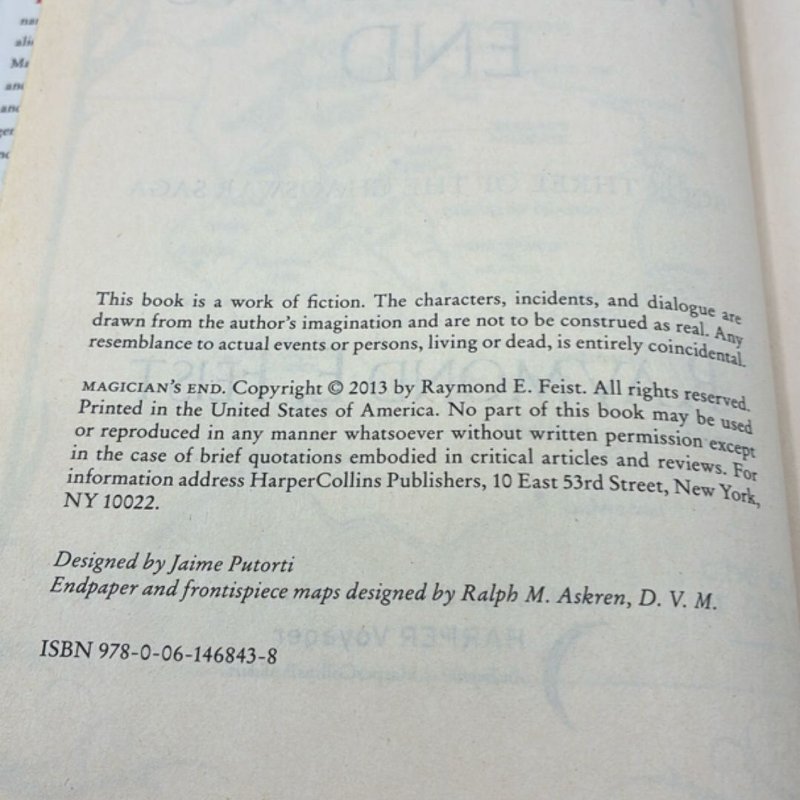 This book is a work of fiction. The characters, incidents, and dialogue are
drawn from the author's imagination and are not to be construed as real. Any
resemblance to actual events or persons, living or dead, is entirely coincidental.
MAGICIAN'S END. Copyright © 2013 by Raymond E. Feist. All rights reserved.
Printed in the United States of America. No part of this book may be used
or reproduced in any manner whatsoever without written permission except
in the case of brief quotations embodied in critical articles and reviews. For
information address HarperCollins Publishers, 10 East 53rd Street, New York,
NY 10022.
Designed by Jaime Putorti
Endpaper and frontispiece maps designed by Ralph M. Askren, D. V. M.
ISBN 978-0-06-146843-8